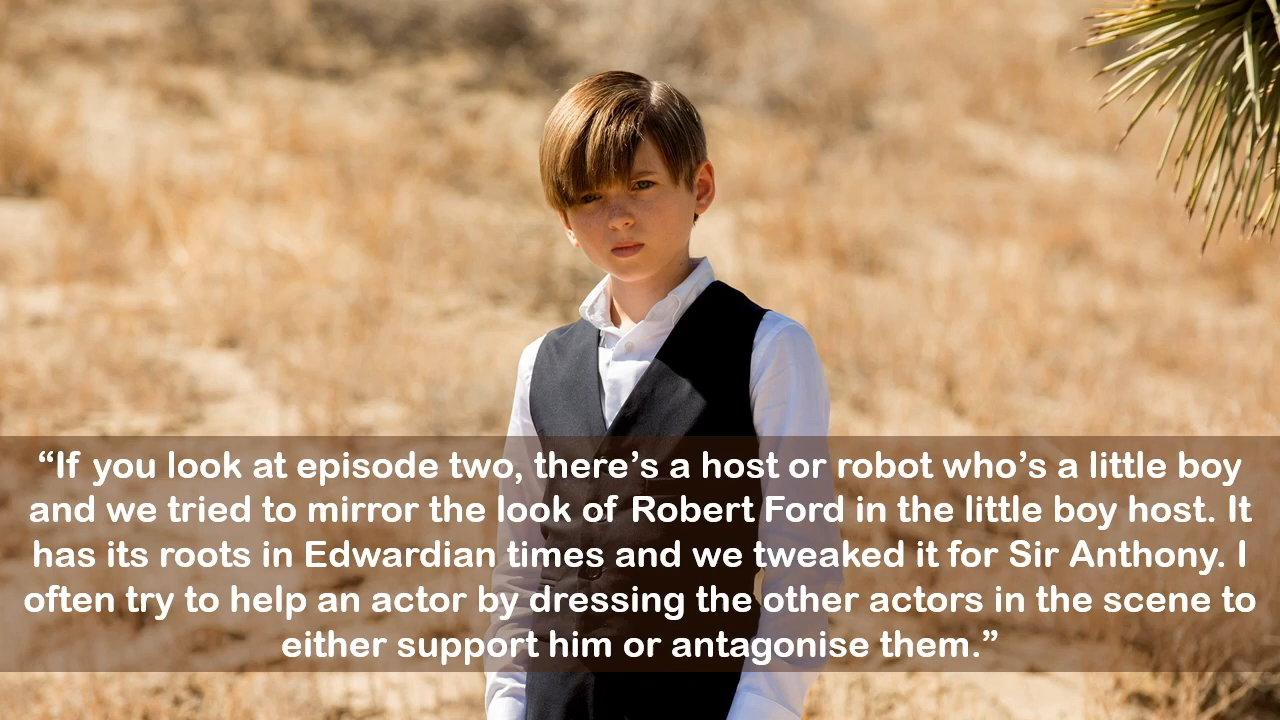 “If you look at episode two, there’s a host or robot who’s a little boy
and we tried to mirror the look of Robert Ford in the little boy host. It
has its roots in Edwardian times and we tweaked it for Sir Anthony. I
often try to help an actor by dressing the other actors in the scene to
either support him or antagonise them.”